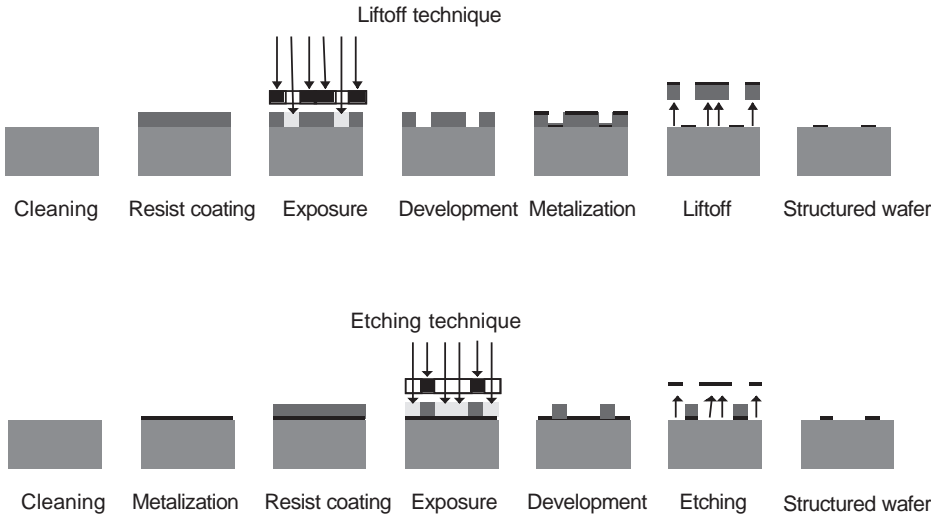 Liftoff technique
Cleaning Resist coating Exposure Development Metalization Liftoff Structured wafer
Etching technique
Cleaning Metalization Resist coating Exposure Development Etching Structured wafer